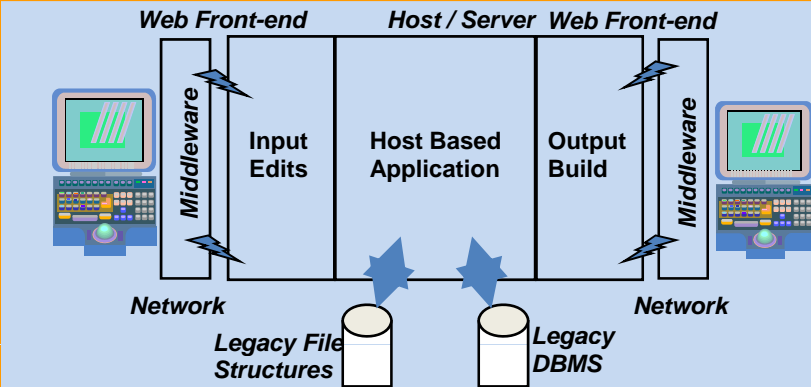 Web Front-end
Host / Server
Web Front-end
Middleware
Input
Edits
Host Based
Application
Output
Build
Middleware
Network
Network
Legacy File
Structures
Legacy
DBMS